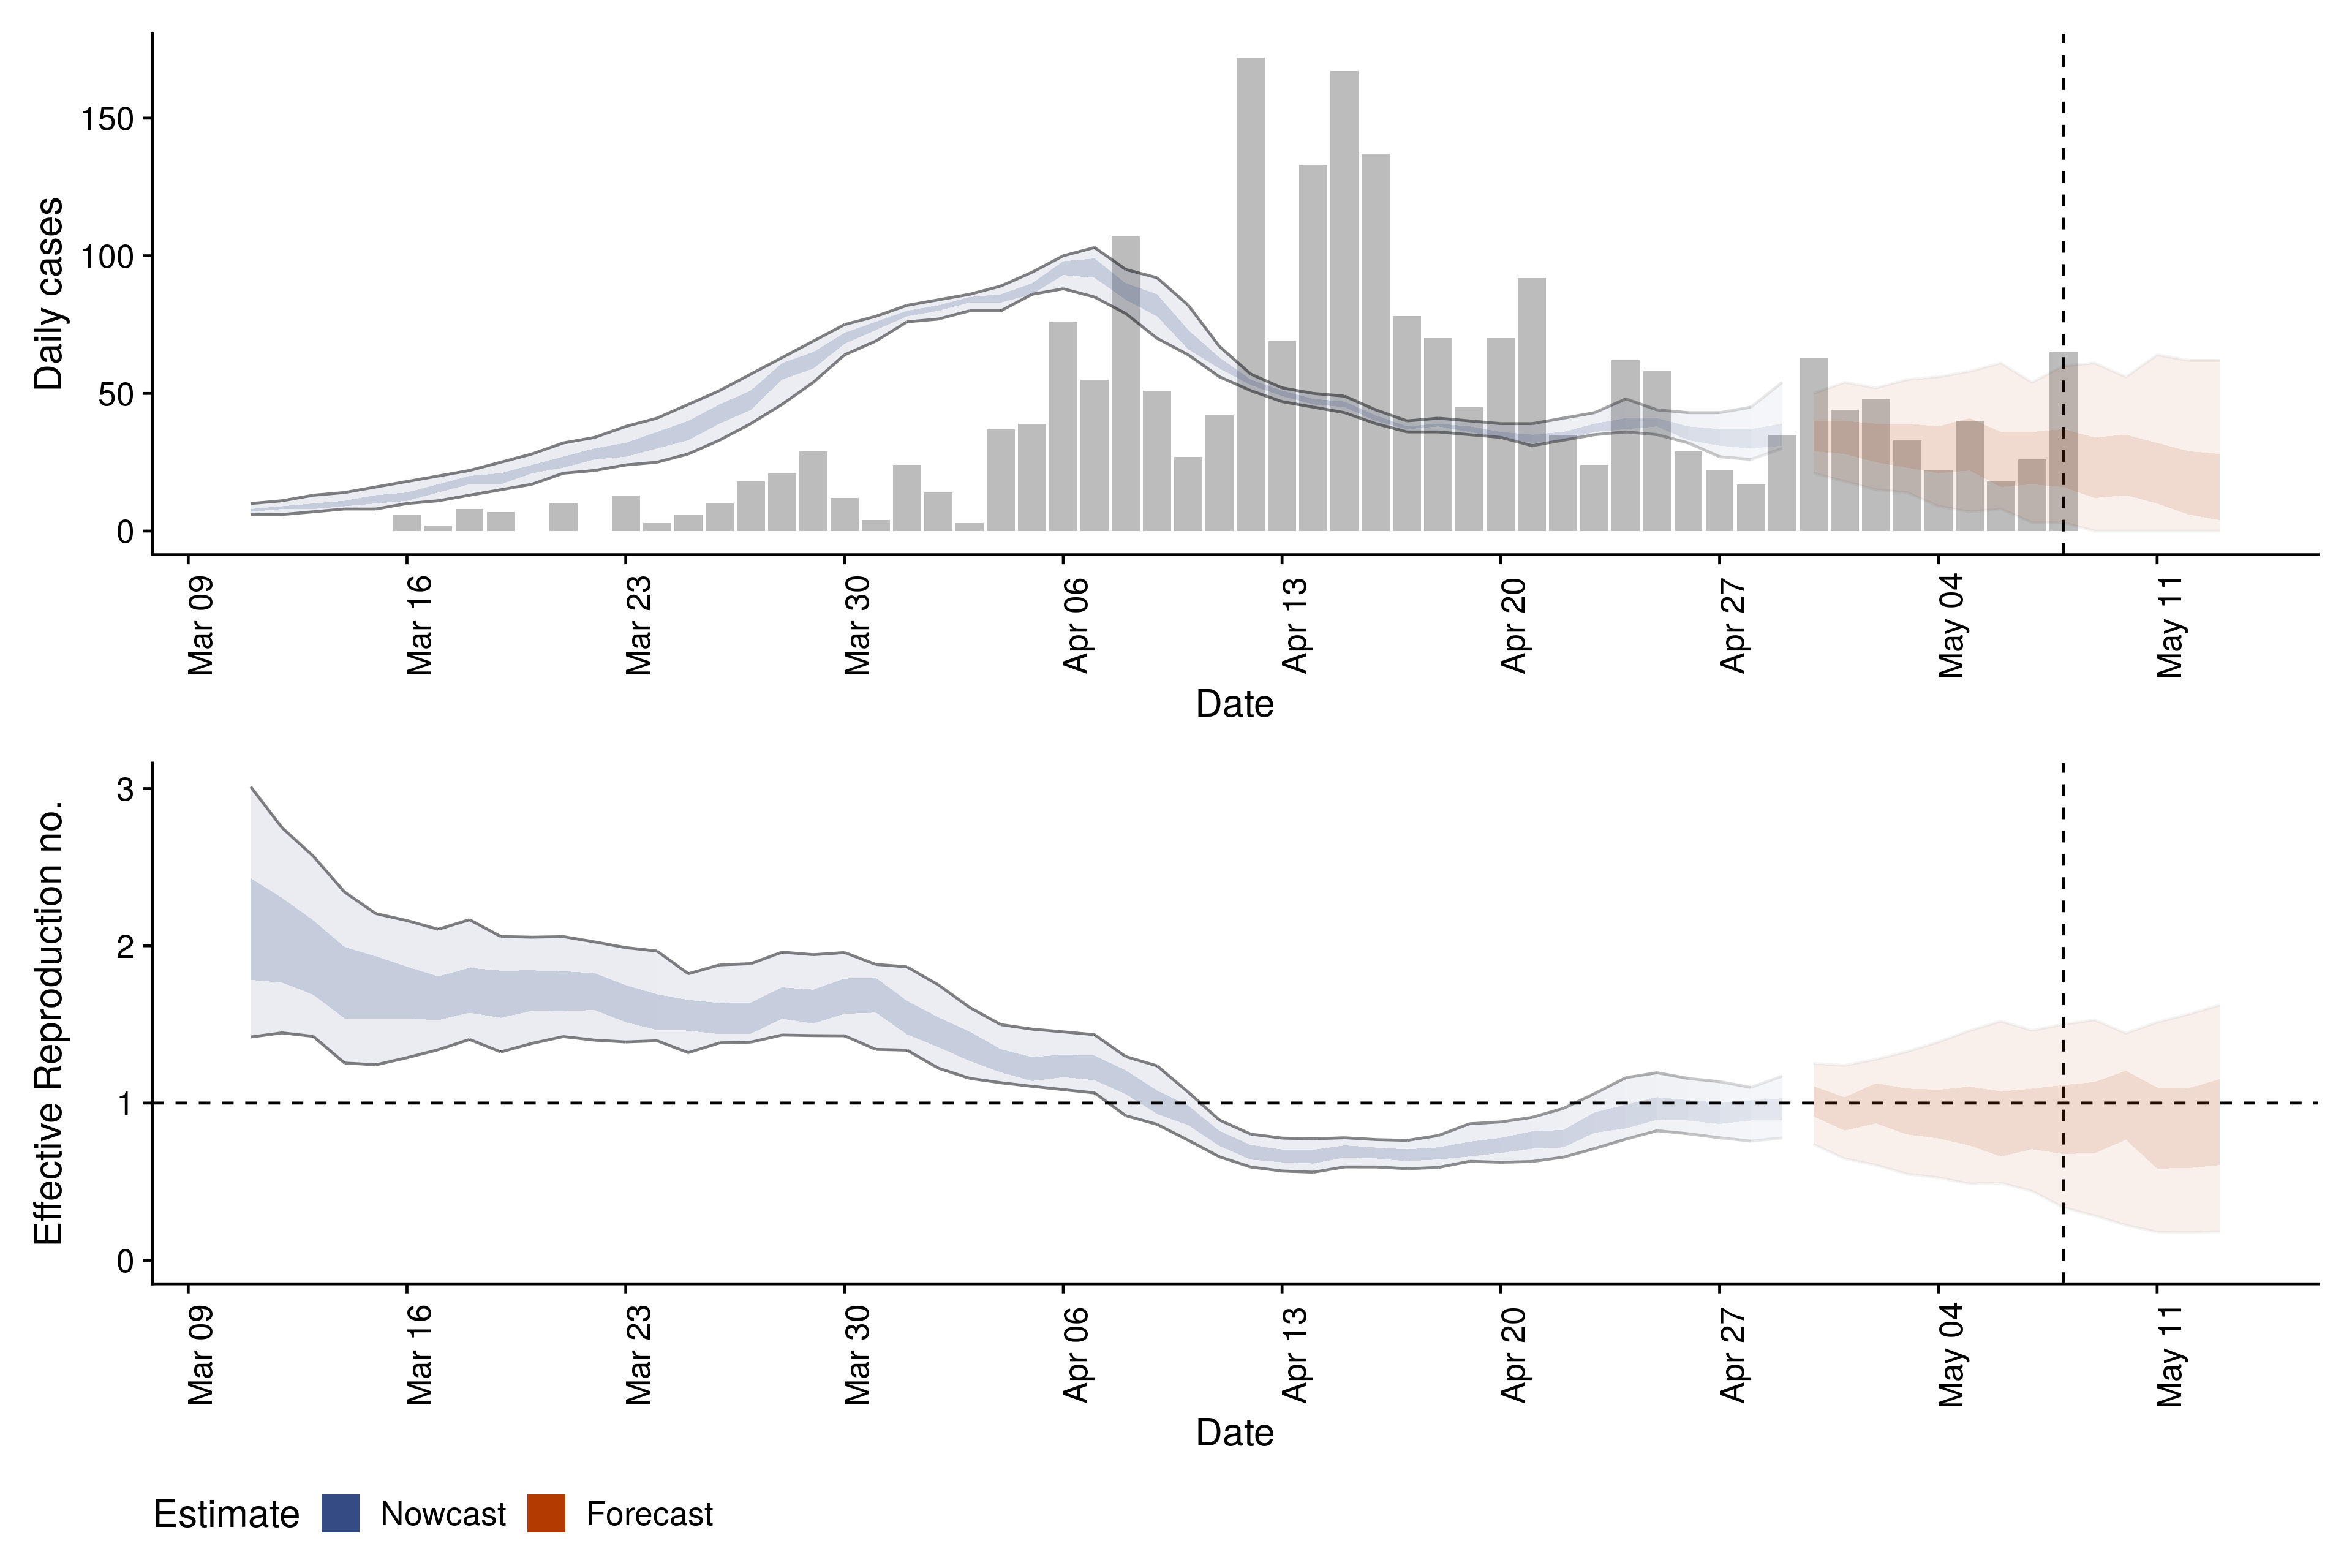 Daily cases
150
100
50
0
Mar 09
Mar 16
Mar 23
Mar 30
Apr 06
Apr 13
Apr 20
Apr 27
May 04
May 11
Date
Effective Reproduction no.
3
2
1
0
Mar 09
Mar 16
Mar 23
Mar 30
Apr 06
Apr 13
Apr 20
Apr 27
May 04
May 11
Date
Estimate Nowcast Forecast